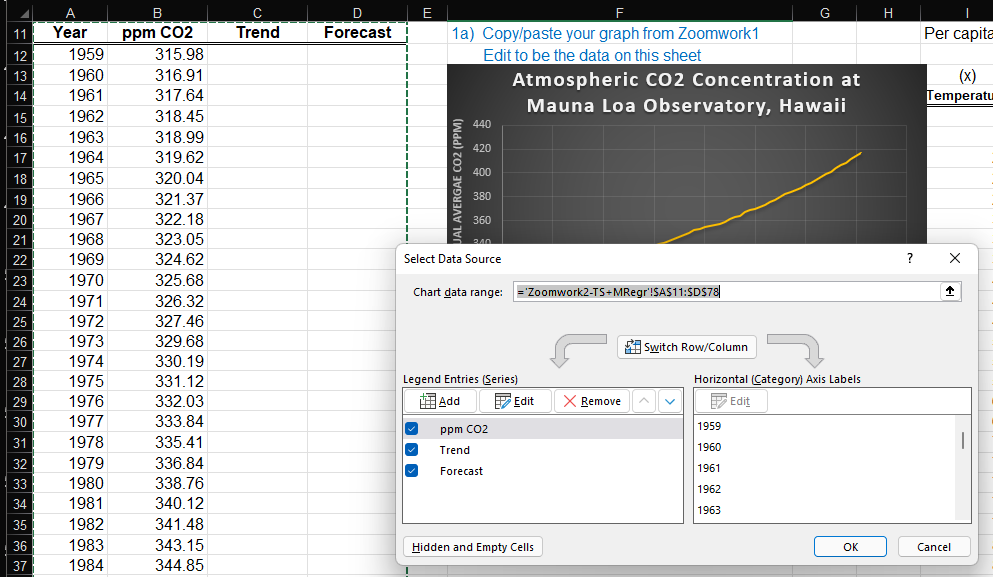 A B C D E F G H I
11 Year ppm CO2 Trend Forecast 1a) Copy/paste your graph from Zoomwork1 Per capita
12 1959 315.98 Edit to be the data on this sheet
13 1960 316.91 (x)
14 1961 317.64 Temperatu
15 1962 318.45
16 1963 318.99
17 1964 319.62
18 1965 320.04
19 1966 321.37
20 1967 322.18
21 1968 323.05
22 1969 324.62
23 1970 325.68
24 1971 326.32
25 1972 327.46
26 1973 329.68
27 1974 330.19
28 1975 331.12
29 1976 332.03
30 1977 333.84
31 1978 335.41
32 1979 336.84
33 1980 338.76
34 1981 340.12
35 1982 341.48
36 1983 343.15
37 1984 344.85
Atmospheric CO2 Concentration at
Mauna Loa Observatory, Hawaii
UAL AVERGAE CO2 (PPM)
440
420
400
380
360
340
Select Data Source ?
Chart data range: ='Zoomwork2-TS+MRegr'!$A$11:$D$78
Switch Row/Column
Legend Entries (Series) Horizontal (Category) Axis Labels
Add Edit Remove Edit
ppm CO2 1959
Trend 1960
Forecast 1961
1962
1963
Hidden and Empty Cells OK Cancel